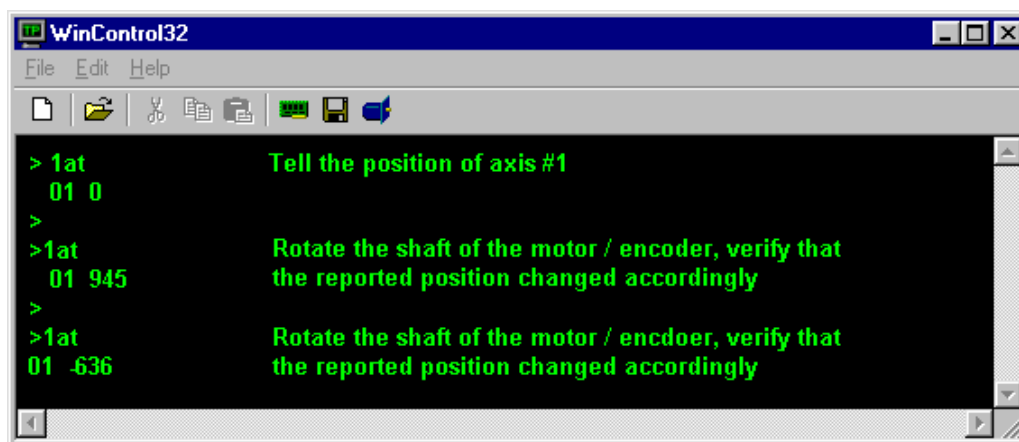 WinControl32
File Edit Help
> 1at Tell the position of axis #1
01 0
>
>1at Rotate the shaft of the motor / encoder, verify that
01 945 the reported position changed accordingly
>
>1at Rotate the shaft of the motor / encdoer, verify that
01 -636 the reported position changed accordingly